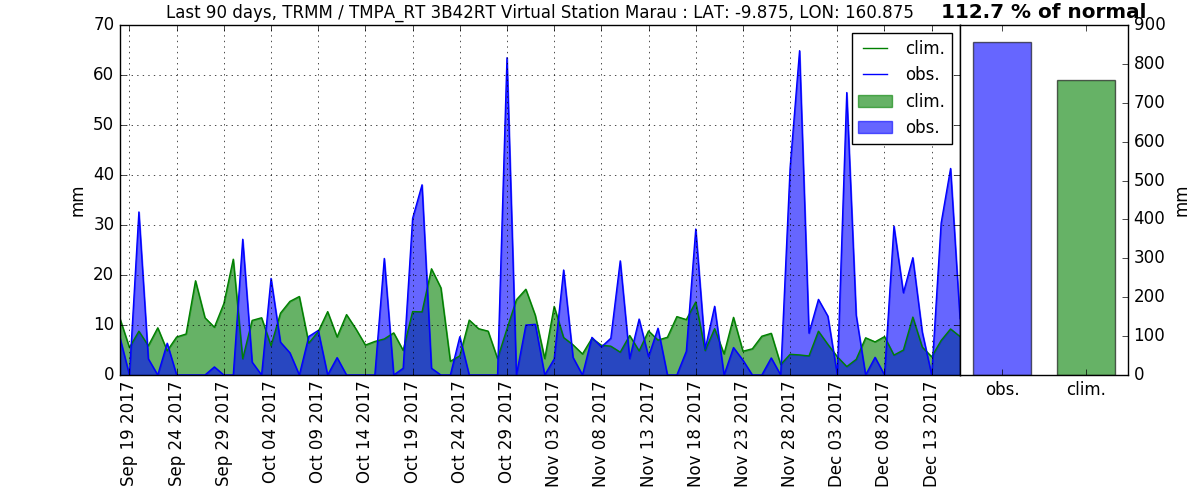 Last 90 days, TRMM / TMPA_RT 3B42RT Virtual Station Marau : LAT: -9.875, LON: 160.875
112.7 % of normal
70
60
50
40
30
20
10
0
mm
clim.
obs.
clim.
obs.
900
800
700
600
500
400
300
200
100
0
mm
obs.
clim.
Sep 19 2017
Sep 24 2017
Sep 29 2017
Oct 04 2017
Oct 09 2017
Oct 14 2017
Oct 19 2017
Oct 24 2017
Oct 29 2017
Nov 03 2017
Nov 08 2017
Nov 13 2017
Nov 18 2017
Nov 23 2017
Nov 28 2017
Dec 03 2017
Dec 08 2017
Dec 13 2017